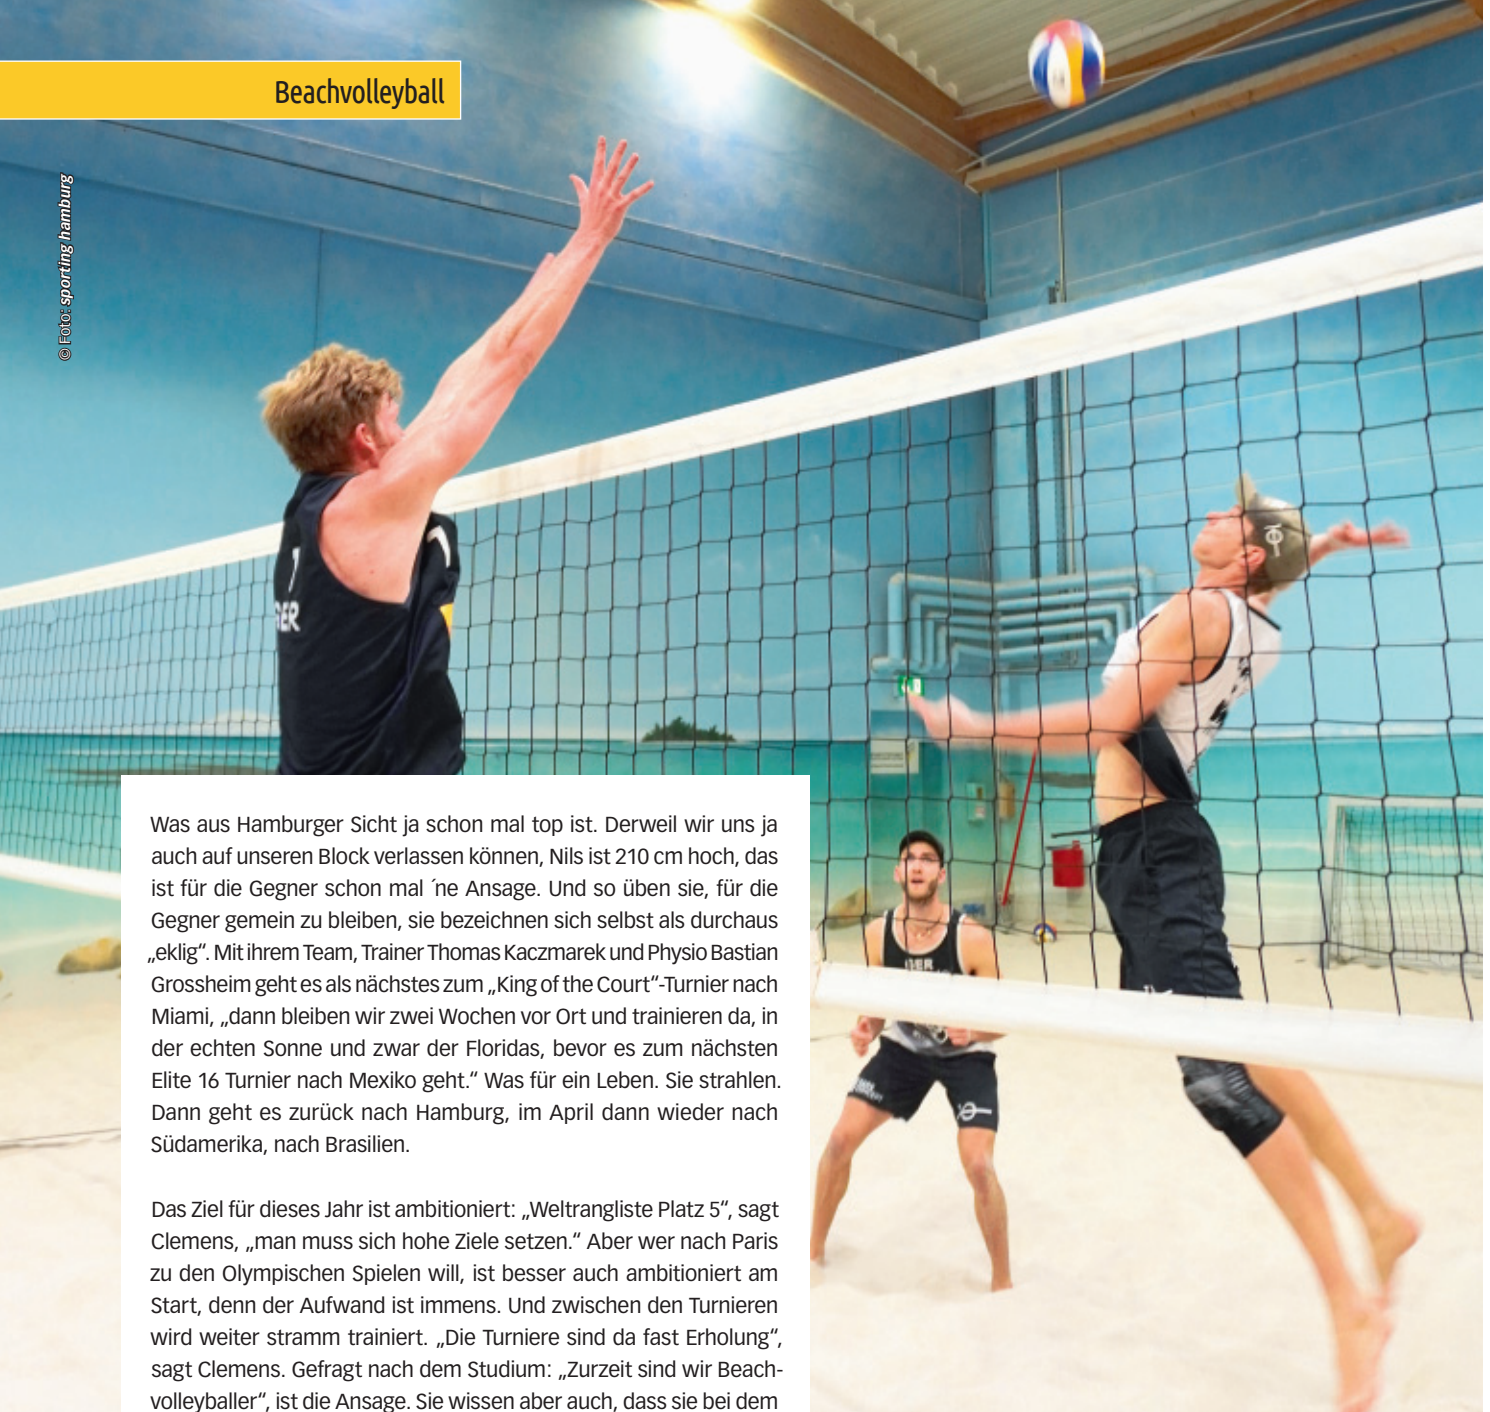 Beachvolleyball
© Foto: sporting hamburg
GER
GER
Was aus Hamburger Sicht ja schon mal top ist. Derweil wir uns ja
auch auf unseren Block verlassen können, Nils ist 210 cm hoch, das
ist für die Gegner schon mal ´ne Ansage. Und so üben sie, für die
Gegner gemein zu bleiben, sie bezeichnen sich selbst als durchaus
„eklig“. Mit ihrem Team, Trainer Thomas Kaczmarek und Physio Bastian
Grossheim geht es als nächstes zum „King of the Court“-Turnier nach
Miami, „dann bleiben wir zwei Wochen vor Ort und trainieren da, in
der echten Sonne und zwar der Floridas, bevor es zum nächsten
Elite 16 Turnier nach Mexiko geht.“ Was für ein Leben. Sie strahlen.
Dann geht es zurück nach Hamburg, im April dann wieder nach
Südamerika, nach Brasilien.
Das Ziel für dieses Jahr ist ambitioniert: „Weltrangliste Platz 5“, sagt
Clemens, „man muss sich hohe Ziele setzen.“ Aber wer nach Paris
zu den Olympischen Spielen will, ist besser auch ambitioniert am
Start, denn der Aufwand ist immens. Und zwischen den Turnieren
wird weiter stramm trainiert. „Die Turniere sind da fast Erholung“,
sagt Clemens. Gefragt nach dem Studium: „Zurzeit sind wir Beach-
volleyballer“, ist die Ansage. Sie wissen aber auch, dass sie bei dem